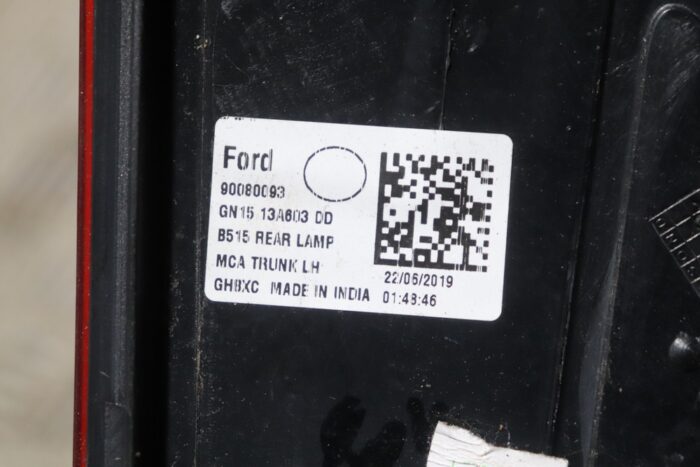 Ford
90080093
GN15 13A603 DD
B515 REAR LAMP
MCA TRUNK LH
GHBXC MADE IN INDIA
22/06/2019
01:48:46